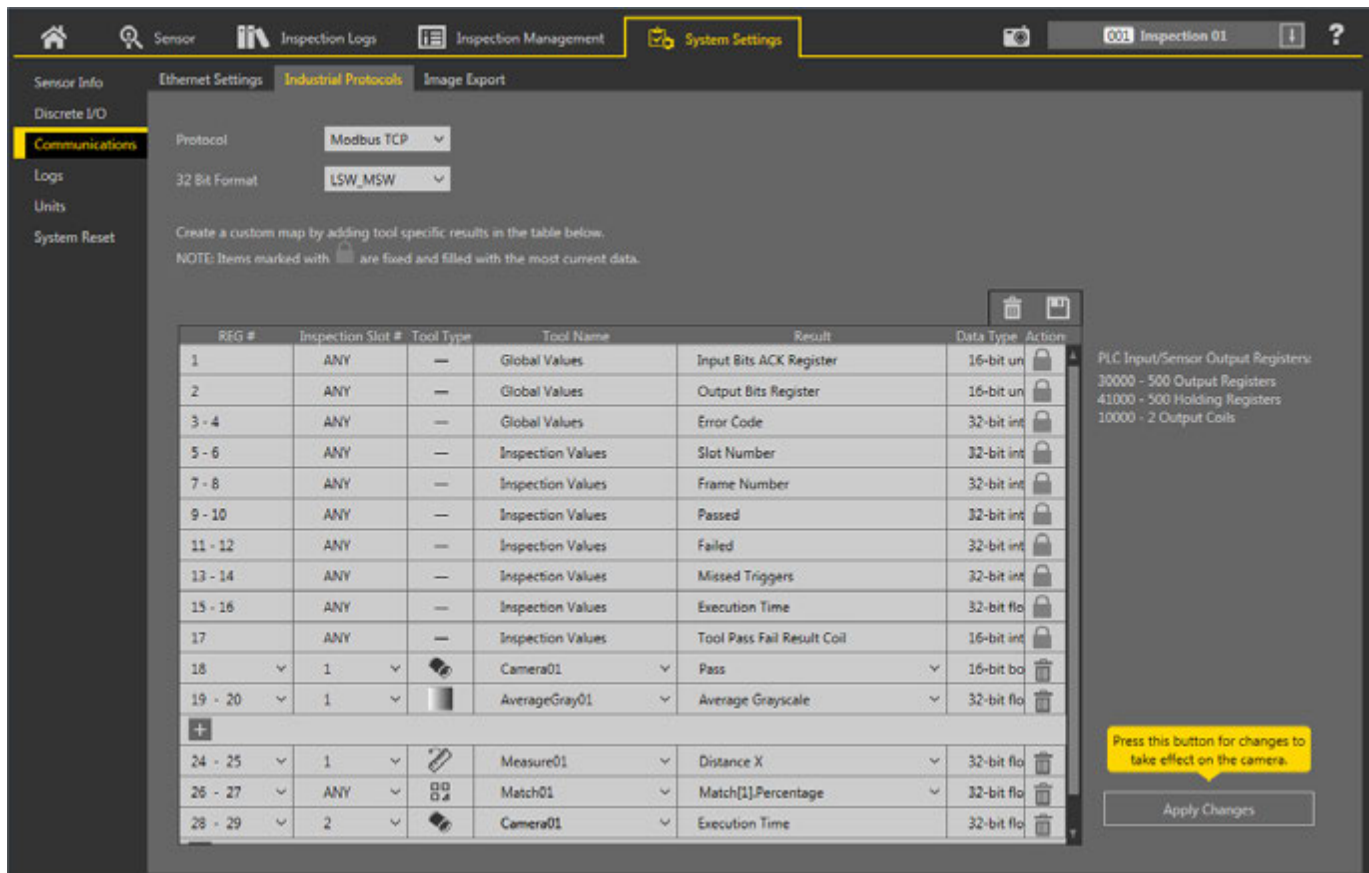 Sensor Inspection Logs Inspection Management System Settings 001 Inspection 01 ?
Sensor Info
Discrete I/O
Communications
Logs
Units
System Reset
Ethernet Settings Industrial Protocols Image Export
Protocol Modbus TCP
32 Bit Format LSW_MSW
Create a custom map by adding tool specific results in the table below.
NOTE: Items marked with are fixed and filled with the most current data.
REG # Inspection Slot # Tool Type Tool Name Result Data Type Action
1 ANY — Global Values Input Bits ACK Register 16-bit un
2 ANY — Global Values Output Bits Register 16-bit un
3 - 4 ANY — Global Values Error Code 32-bit int
5 - 6 ANY — Inspection Values Slot Number 32-bit int
7 - 8 ANY — Inspection Values Frame Number 32-bit int
9 - 10 ANY — Inspection Values Passed 32-bit int
11 - 12 ANY — Inspection Values Failed 32-bit int
13 - 14 ANY — Inspection Values Missed Triggers 32-bit int
15 - 16 ANY — Inspection Values Execution Time 32-bit flo
17 ANY — Inspection Values Tool Pass Fail Result Coil 16-bit int
18 1 Camera01 Pass 16-bit bo
19 - 20 1 AverageGray01 Average Grayscale 32-bit flo
+
24 - 25 1 Measure01 Distance X 32-bit flo
26 - 27 ANY Match01 Match[1].Percentage 32-bit flo
28 - 29 2 Camera01 Execution Time 32-bit flo
PLC Input/Sensor Output Registers:
30000 - 500 Output Registers
41000 - 500 Holding Registers
10000 - 2 Output Coils
Press this button for changes to
take effect on the camera.
Apply Changes